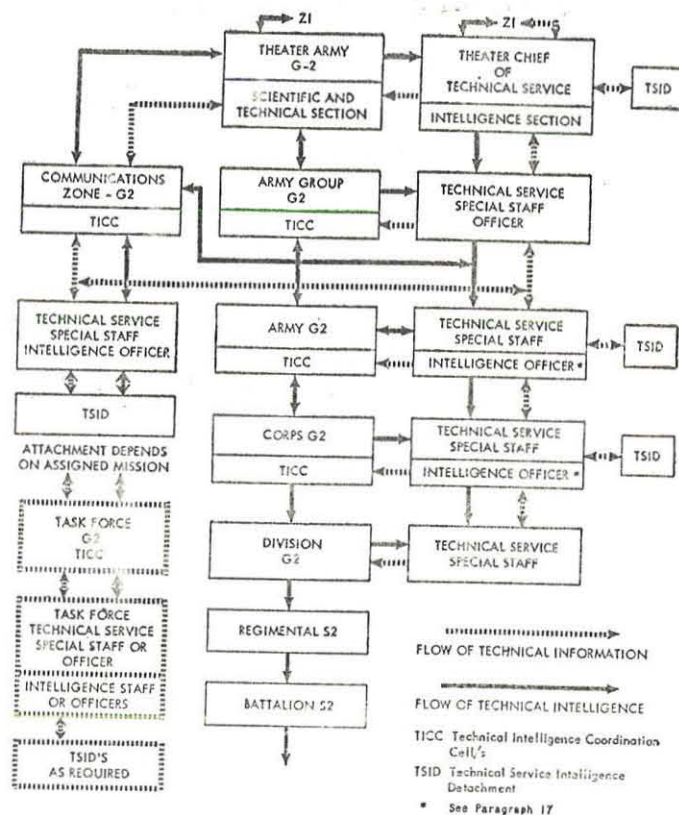 ZI
ZI
THEATER ARMY
G-2
SCIENTIFIC AND
TECHNICAL SECTION
THEATER CHIEF
OF
TECHNICAL SERVICE
INTELLIGENCE SECTION
TSID
COMMUNICATIONS
ZONE - G2
TICC
ARMY GROUP
G2
TICC
TECHNICAL SERVICE
SPECIAL STAFF
OFFICER
TECHNICAL SERVICE
SPECIAL STAFF
INTELLIGENCE OFFICER
TSID
ATTACHMENT DEPENDS
ON ASSIGNED MISSION
ARMY G2
TICC
TECHNICAL SERVICE
SPECIAL STAFF
INTELLIGENCE OFFICER *
TSID
CORPS G2
TICC
TECHNICAL SERVICE
SPECIAL STAFF
INTELLIGENCE OFFICER *
TSID
TASK FORCE
G2
TICC
DIVISION
G2
TECHNICAL SERVICE
SPECIAL STAFF
TASK FORCE
TECHNICAL SERVICE
SPECIAL STAFF OR
OFFICER
INTELLIGENCE STAFF
OR OFFICERS
TSID'S
AS REQUIRED
REGIMENTAL S2
BATTALION S2
FLOW OF TECHNICAL INFORMATION
FLOW OF TECHNICAL INTELLIGENCE
TICC Technical Intelligence Coordination
Cell,'s
TSID Technical Service Intelligence
Detachment
* See Paragraph 17